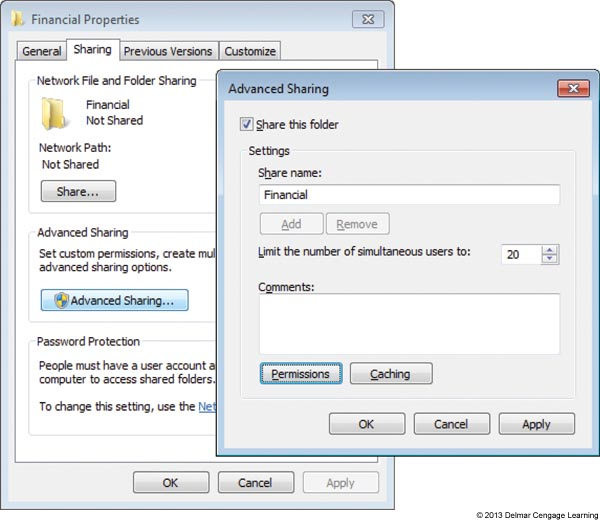 Financial Properties
General
Sharing
Previous Versions
Customize
Network File and Folder Sharing
Financial
Not Shared
Network Path:
Not Shared
Share...
Advanced Sharing
Set custom permissions, create mul
advanced sharing options.
Advanced Sharing...
Password Protection
People must have a user account a
computer to access shared folders.
To change this setting, use the Net
OK
Cancel
Apply
Advanced Sharing
Share this folder
Settings
Share name:
Financial
Add
Remove
Limit the number of simultaneous users to:
20
Comments:
Permissions
Caching
OK
Cancel
Apply
© 2013 Delmar Cengage Learning